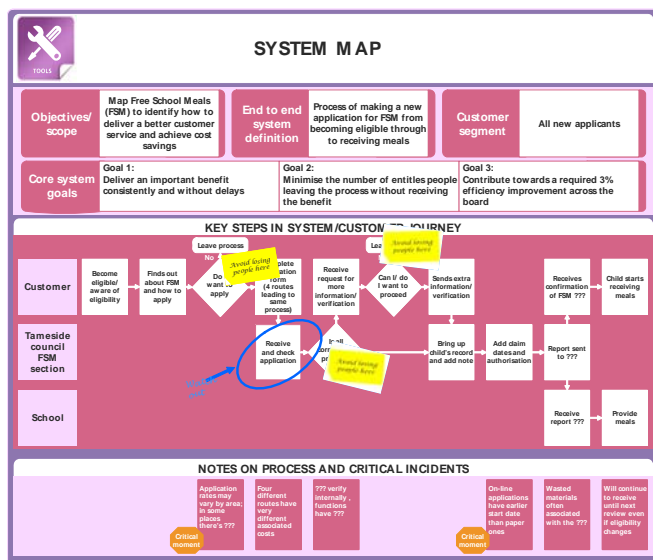 SYSTEM MAP
TOOLS
Objectives/
scope
Map Free School Meals
(FSM) to identify how to
deliver a better customer
service and achieve cost
savings
End to end
system
definition
Process of making a new
application for FSM from
becoming eligible through
to receiving meals
Customer
segment
All new applicants
Core system
goals
Goal 1:
Deliver an important benefit
consistently and without delays
Goal 2:
Minimise the number of entitles people
leaving the process without receiving
the benefit
Goal 3:
Contribute towards a required 3%
efficiency improvement across the
board
KEY STEPS IN SYSTEM/CUSTOMER JOURNEY
Leave process
No
Avoid losing
people here
Avoid losing
people here
Customer
Become
eligible/
aware of
eligibility
Finds out
about FSM
and how to
apply
Do
want to
apply
form
(4 routes
leading to
same
process)
Receive
request for
more
information/
verification
Can I/ do
I want to
proceed
Sends extra
information/
verification
Receives
confirmation
of FSM ???
Child starts
receiving
meals
Tameside
council
FSM
section
Receive
and check
application
Avoid losing
people here
Bring up
child's record
and add note
Add claim
dates and
authorisation
Report sent
to ???
School
Receive
report ???
Provide
meals
NOTES ON PROCESS AND CRITICAL INCIDENTS
Critical
moment
Application
rates may
vary by area;
in some
places
there's ???
Four
different
routes have
very
different
associated
costs
??? verify
internally ,
functions
have ???
Critical
moment
On-line
applications
have earlier
start date
than paper
ones
Wasted
materials
often
associated
with the ???
Will continue
to receive
until next
review even
if eligibility
changes